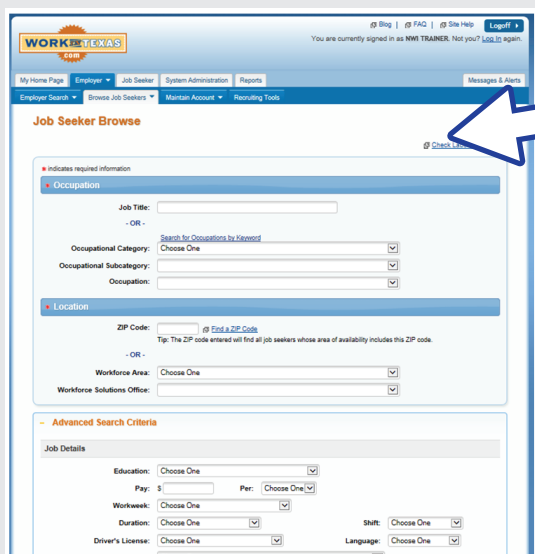 Blog | FAQ | Site Help Logoff
WORK IN TEXAS
.com
You are currently signed in as NWI TRAINER. Not you? Log In again.
My Home Page Employer Job Seeker System Administration Reports Messages & Alerts
Employer Search Browse Job Seekers Maintain Account Recruiting Tools
Job Seeker Browse
Check
* indicates required information
* Occupation
Job Title:
- OR -
Search for Occupations by Keyword
Occupational Category: Choose One
Occupational Subcategory:
Occupation:
* Location
ZIP Code: Find a ZIP Code
Tip: The ZIP code entered will find all job seekers whose area of availability includes this ZIP code.
- OR -
Workforce Area: Choose One
Workforce Solutions Office:
- Advanced Search Criteria
Job Details
Education: Choose One
Pay: $ Per: Choose One
Workweek: Choose One
Duration: Choose One Shift: Choose One
Driver's License: Choose One Language: Choose One